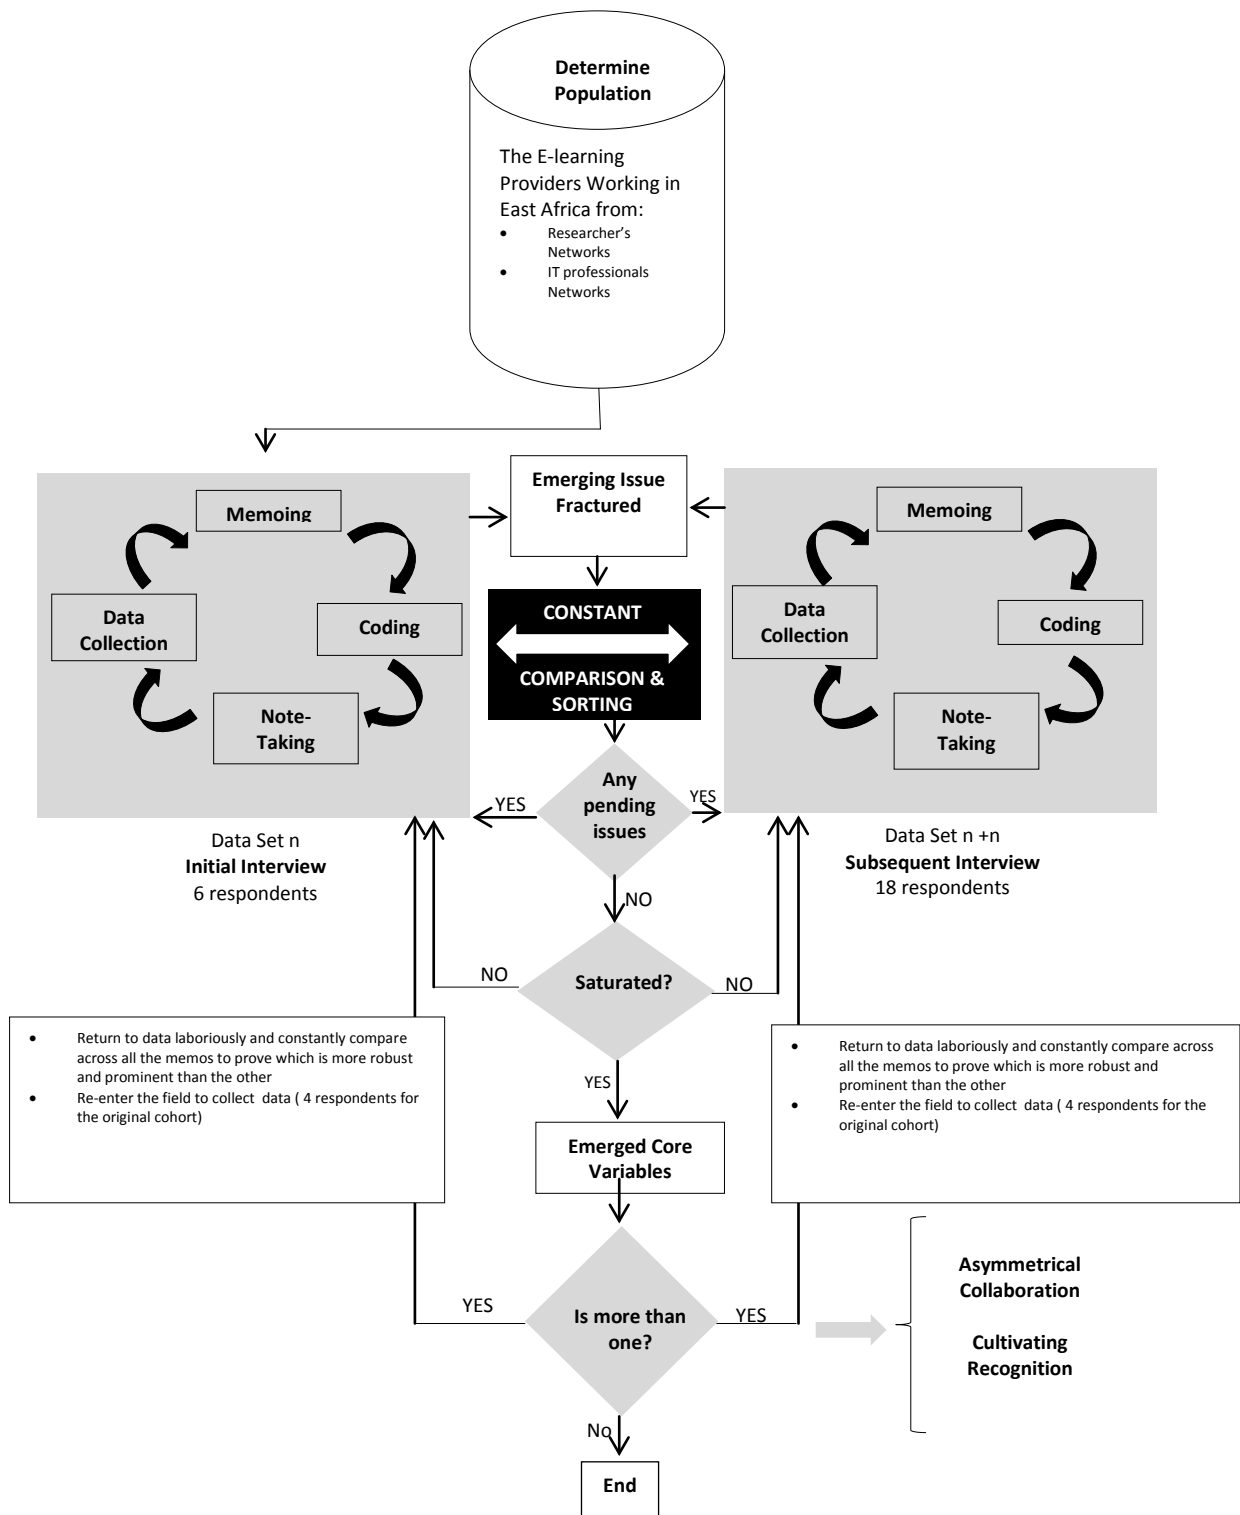 Determine
Population
The E-learning
Providers Working in
East Africa from:
• Researcher’s
Networks
• IT professionals
Networks
Emerging Issue
Fractured
Memoing
Data
Collection
Coding
Note-
Taking
CONSTANT
COMPARISON &
SORTING
Memoing
Data
Collection
Coding
Note-
Taking
Any
pending
issues
YES
YES
Data Set n
Initial Interview
6 respondents
Data Set n +n
Subsequent Interview
18 respondents
NO
Saturated?
NO
NO
• Return to data laboriously and constantly compare
across all the memos to prove which is more robust
and prominent than the other
• Re-enter the field to collect data ( 4 respondents for
the original cohort)
• Return to data laboriously and constantly compare across
all the memos to prove which is more robust and
prominent than the other
• Re-enter the field to collect data ( 4 respondents for the
original cohort)
YES
Emerged Core
Variables
Is more than
one?
YES
YES
Asymmetrical
Collaboration
Cultivating
Recognition
No
End